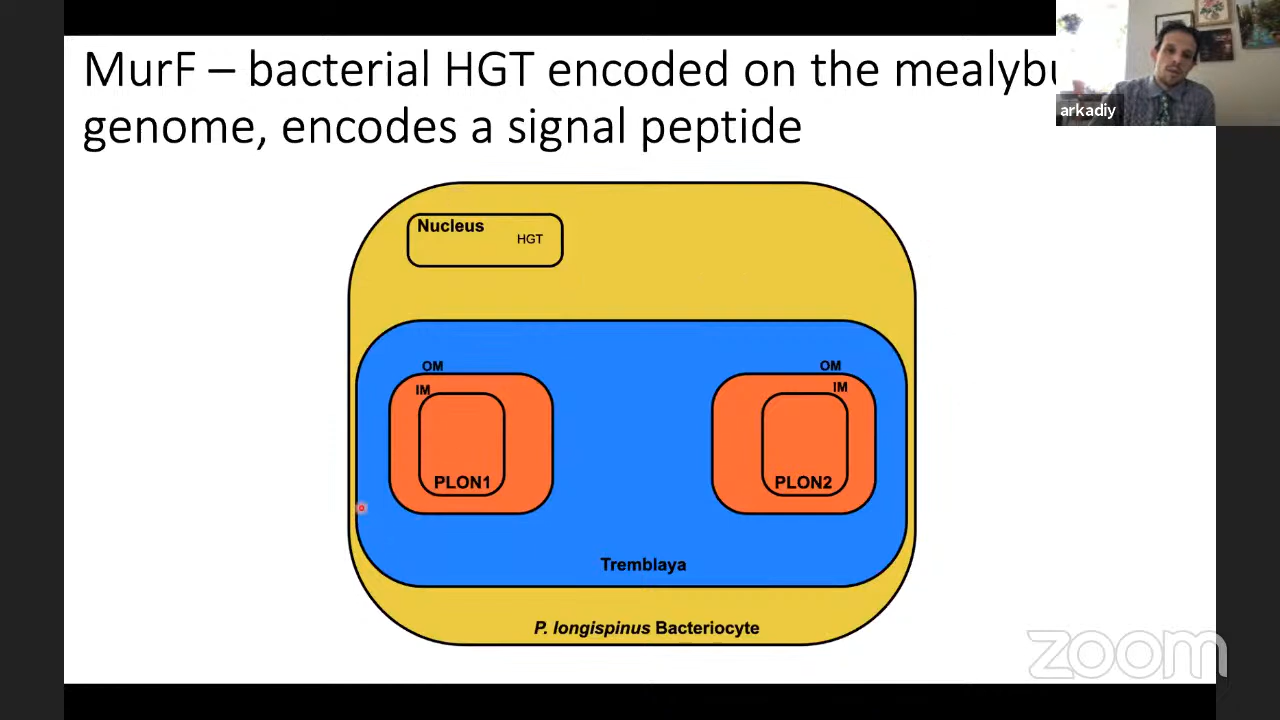 MurF – bacterial HGT encoded on the
genome, encodes a signal peptide
arkadiy
Nucleus
HGT
OM
OM
IM
IM
PLON1
PLON2
Tremblaya
P. longispinus Bacteriocyte
zoom